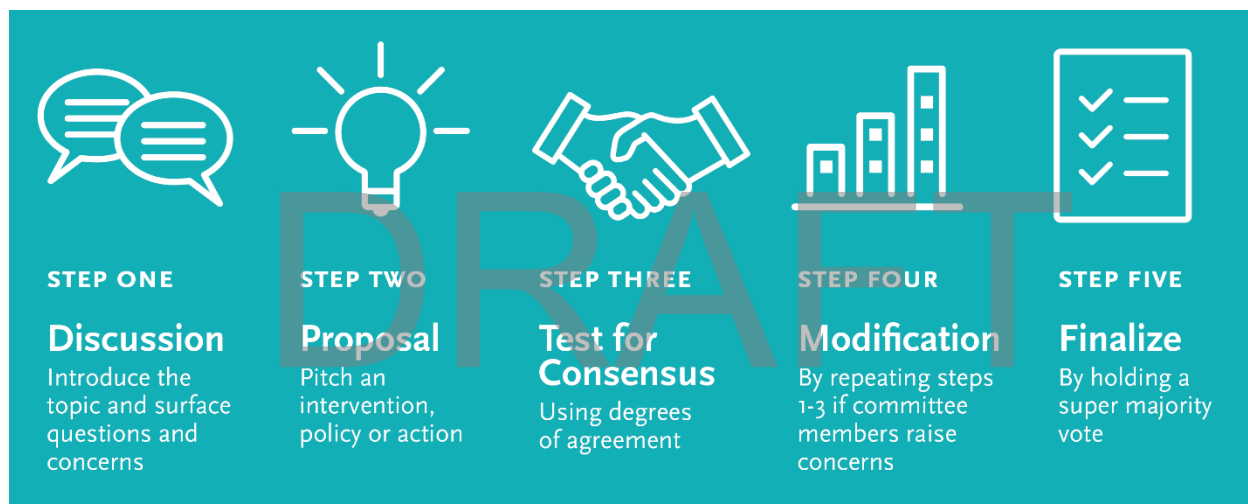 STEP ONE
Discussion
Introduce the
topic and surface
questions and
concerns
STEP TWO
Proposal
Pitch an
intervention,
policy or action
STEP THREE
Test for
Consensus
Using degrees
of agreement
STEP FOUR
Modification
By repeating steps
1-3 if committee
members raise
concerns
STEP FIVE
Finalize
By holding a
super majority
vote
DRAFT